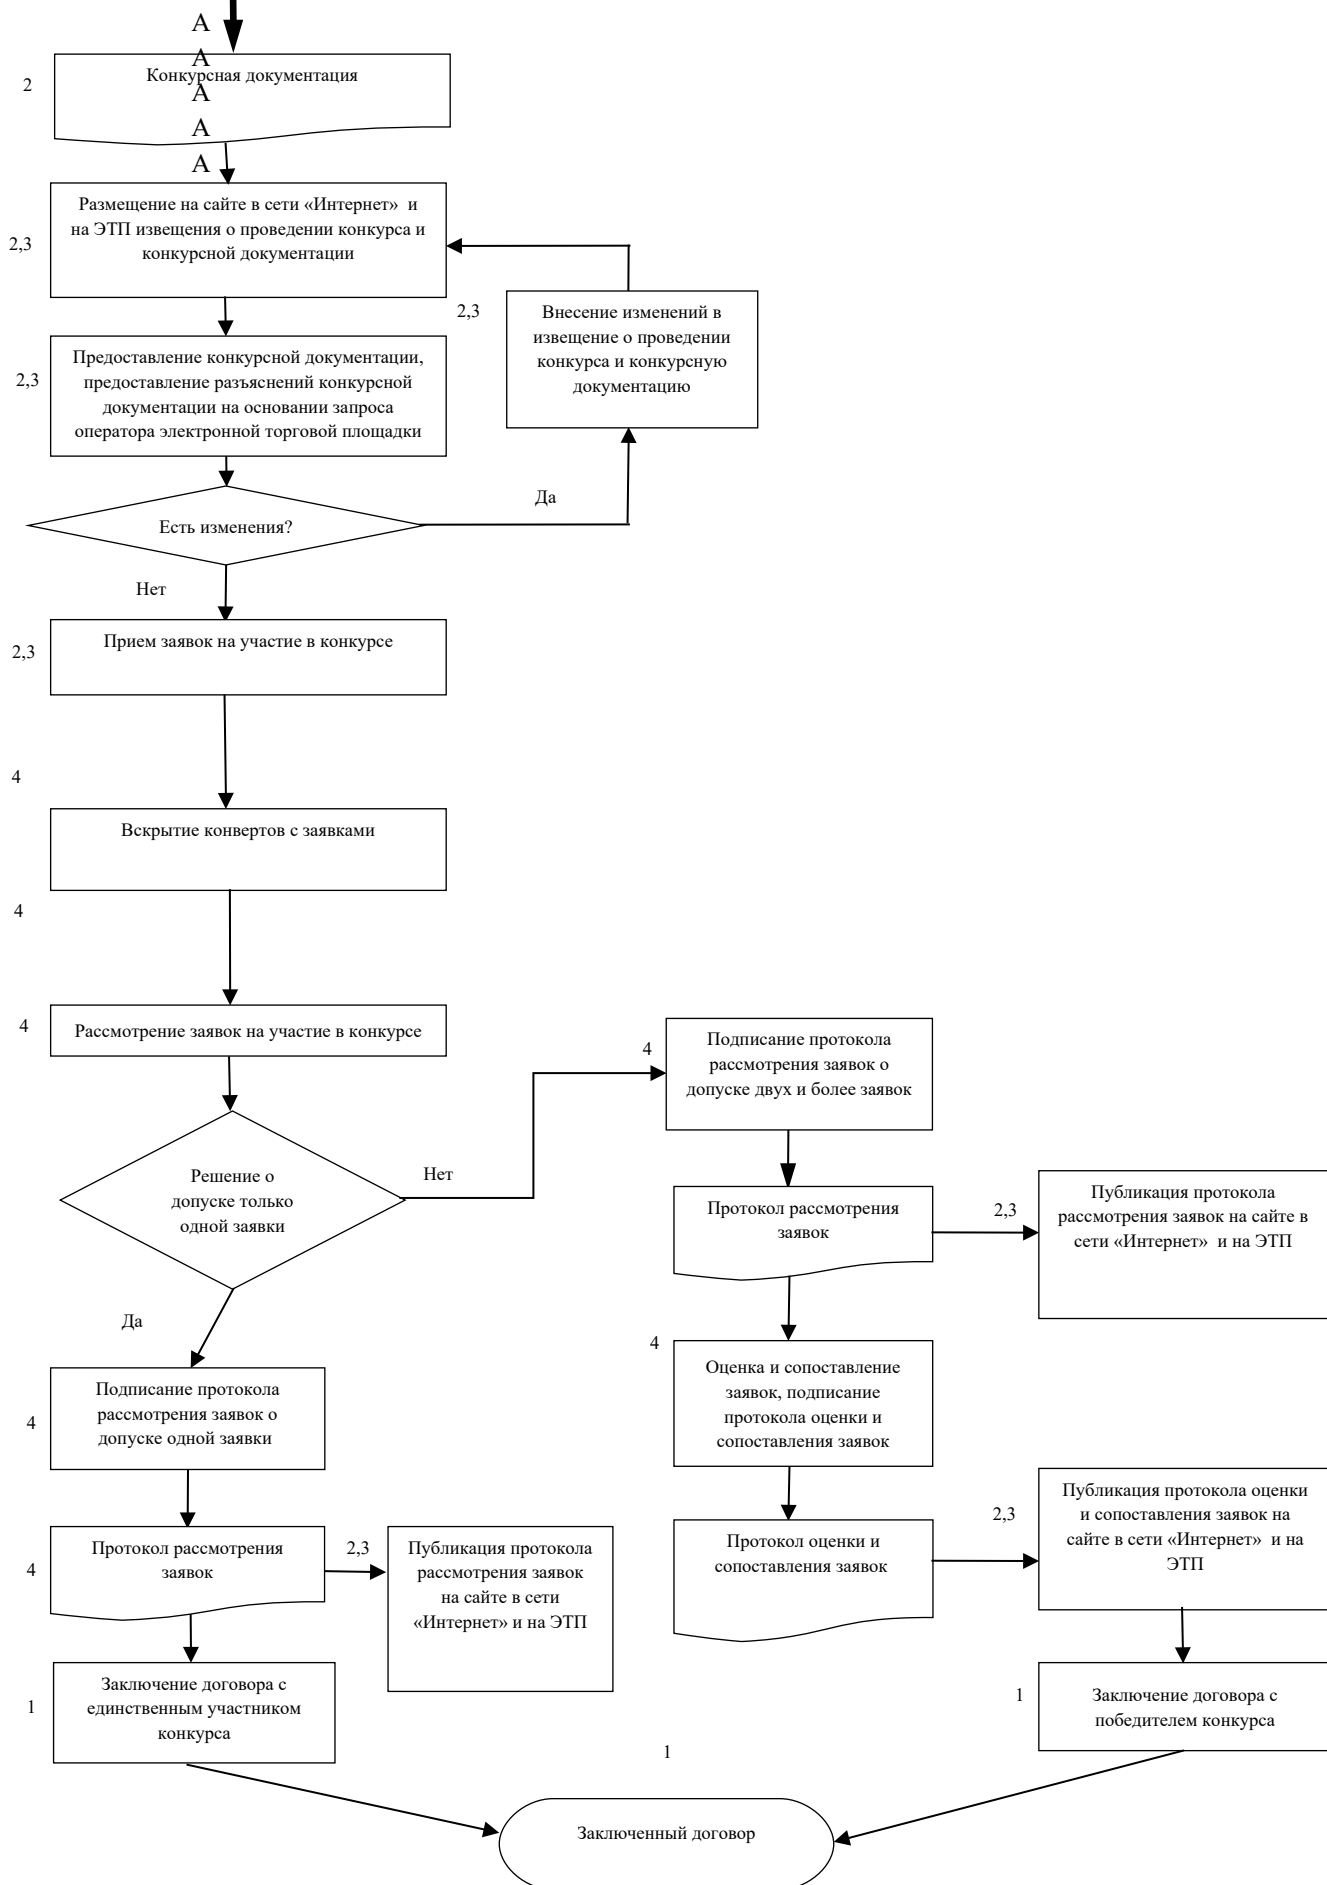 А
А
2
Конкурсная документация
А
А
А
Размещение на сайте в сети «Интернет» и
на ЭТП извещения о проведении конкурса и
конкурсной документации
2,3
2,3
Внесение изменений в
извещение о проведении
конкурса и конкурсную
документацию
Предоставление конкурсной документации,
предоставление разъяснений конкурсной
документации на основании запроса
оператора электронной торговой площадки
2,3
Да
Есть изменения?
Нет
Прием заявок на участие в конкурсе
2,3
4
Вскрытие конвертов с заявками
4
4
Рассмотрение заявок на участие в конкурсе
4
Подписание протокола
рассмотрения заявок о
допуске двух и более заявок
Решение о
допуске только
одной заявки
Нет
Протокол рассмотрения
заявок
2,3
Публикация протокола
рассмотрения заявок на сайте в
сети «Интернет» и на ЭТП
Да
4
Оценка и сопоставление
заявок, подписание
протокола оценки и
сопоставления заявок
4
Подписание протокола
рассмотрения заявок о
допуске одной заявки
4
Протокол рассмотрения
заявок
2,3
Публикация протокола
рассмотрения заявок
на сайте в сети
«Интернет» и на ЭТП
Протокол оценки и
сопоставления заявок
2,3
Публикация протокола оценки
и сопоставления заявок на
сайте в сети «Интернет» и на
ЭТП
1
Заключение договора с
единственным участником
конкурса
1
Заключение договора с
победителем конкурса
1
Заключенный договор